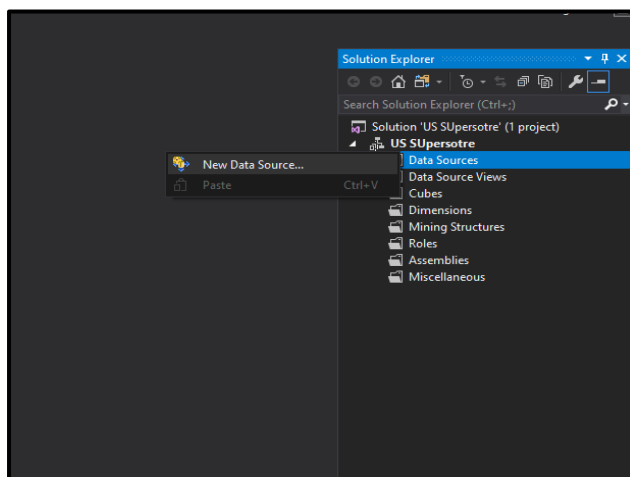 Solution Explorer
Search Solution Explorer (Ctrl+;)
Solution 'US SUpersotre' (1 project)
US SUpersotre
New Data Source...
Data Sources
Paste Ctrl+V
Data Source Views
Cubes
Dimensions
Mining Structures
Roles
Assemblies
Miscellaneous